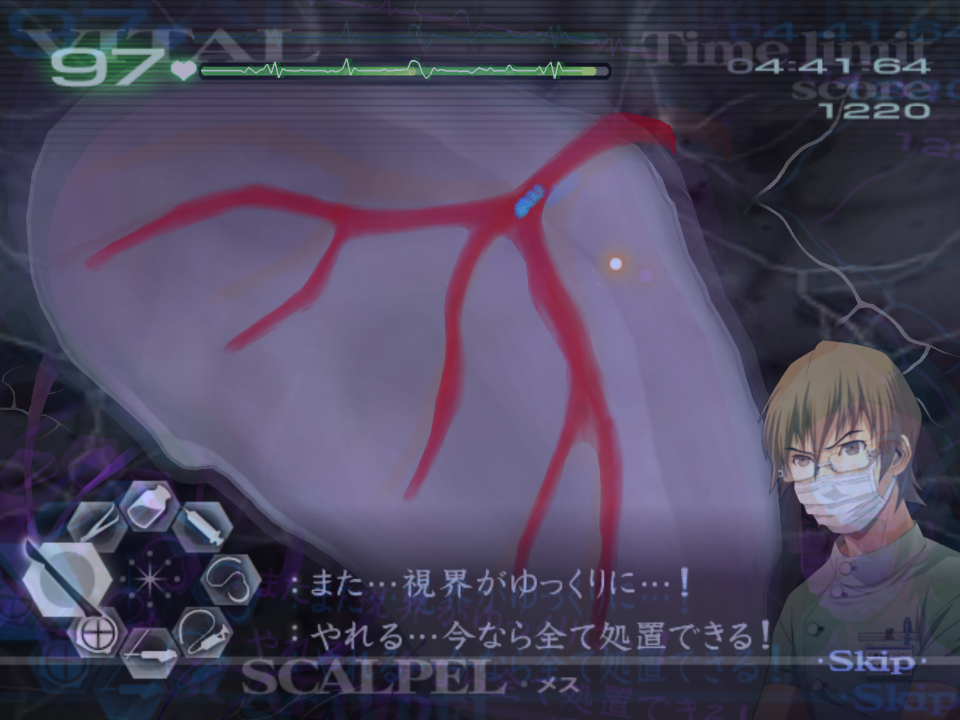 VITAL
97
Time limit
04:41:64
score
1220
：また…視界がゆっくりに…！
：やれる…今なら全て処置できる！
・Skip・
SCALPEL・メス